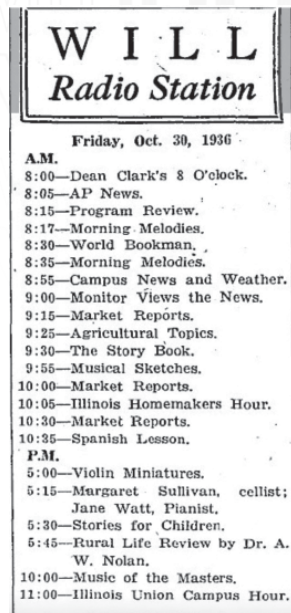 W I L L
Radio Station
Friday, Oct. 30, 1936
A.M.
8:00—Dean Clark's 8 O'clock.
8:05—AP News.
8:15—Program Review.
8:17—Morning Melodies.
8:30—World Bookman.
8:35—Morning Melodies.
8:55—Campus News and Weather.
9:00—Monitor Views the News.
9:15—Market Reports.
9:25—Agricultural Topics.
9:30—The Story Book.
9:55—Musical Sketches.
10:00—Market Reports.
10:05—Illinois Homemakers Hour.
10:30—Market Reports.
10:35—Spanish Lesson.
P.M.
5:00—Violin Miniatures.
5:15—Margaret Sullivan, cellist;
Jane Watt, Pianist.
5:30—Stories for Children.
5:45—Rural Life Review by Dr. A.
W. Nolan.
10:00—Music of the Masters.
11:00—Illinois Union Campus Hour.